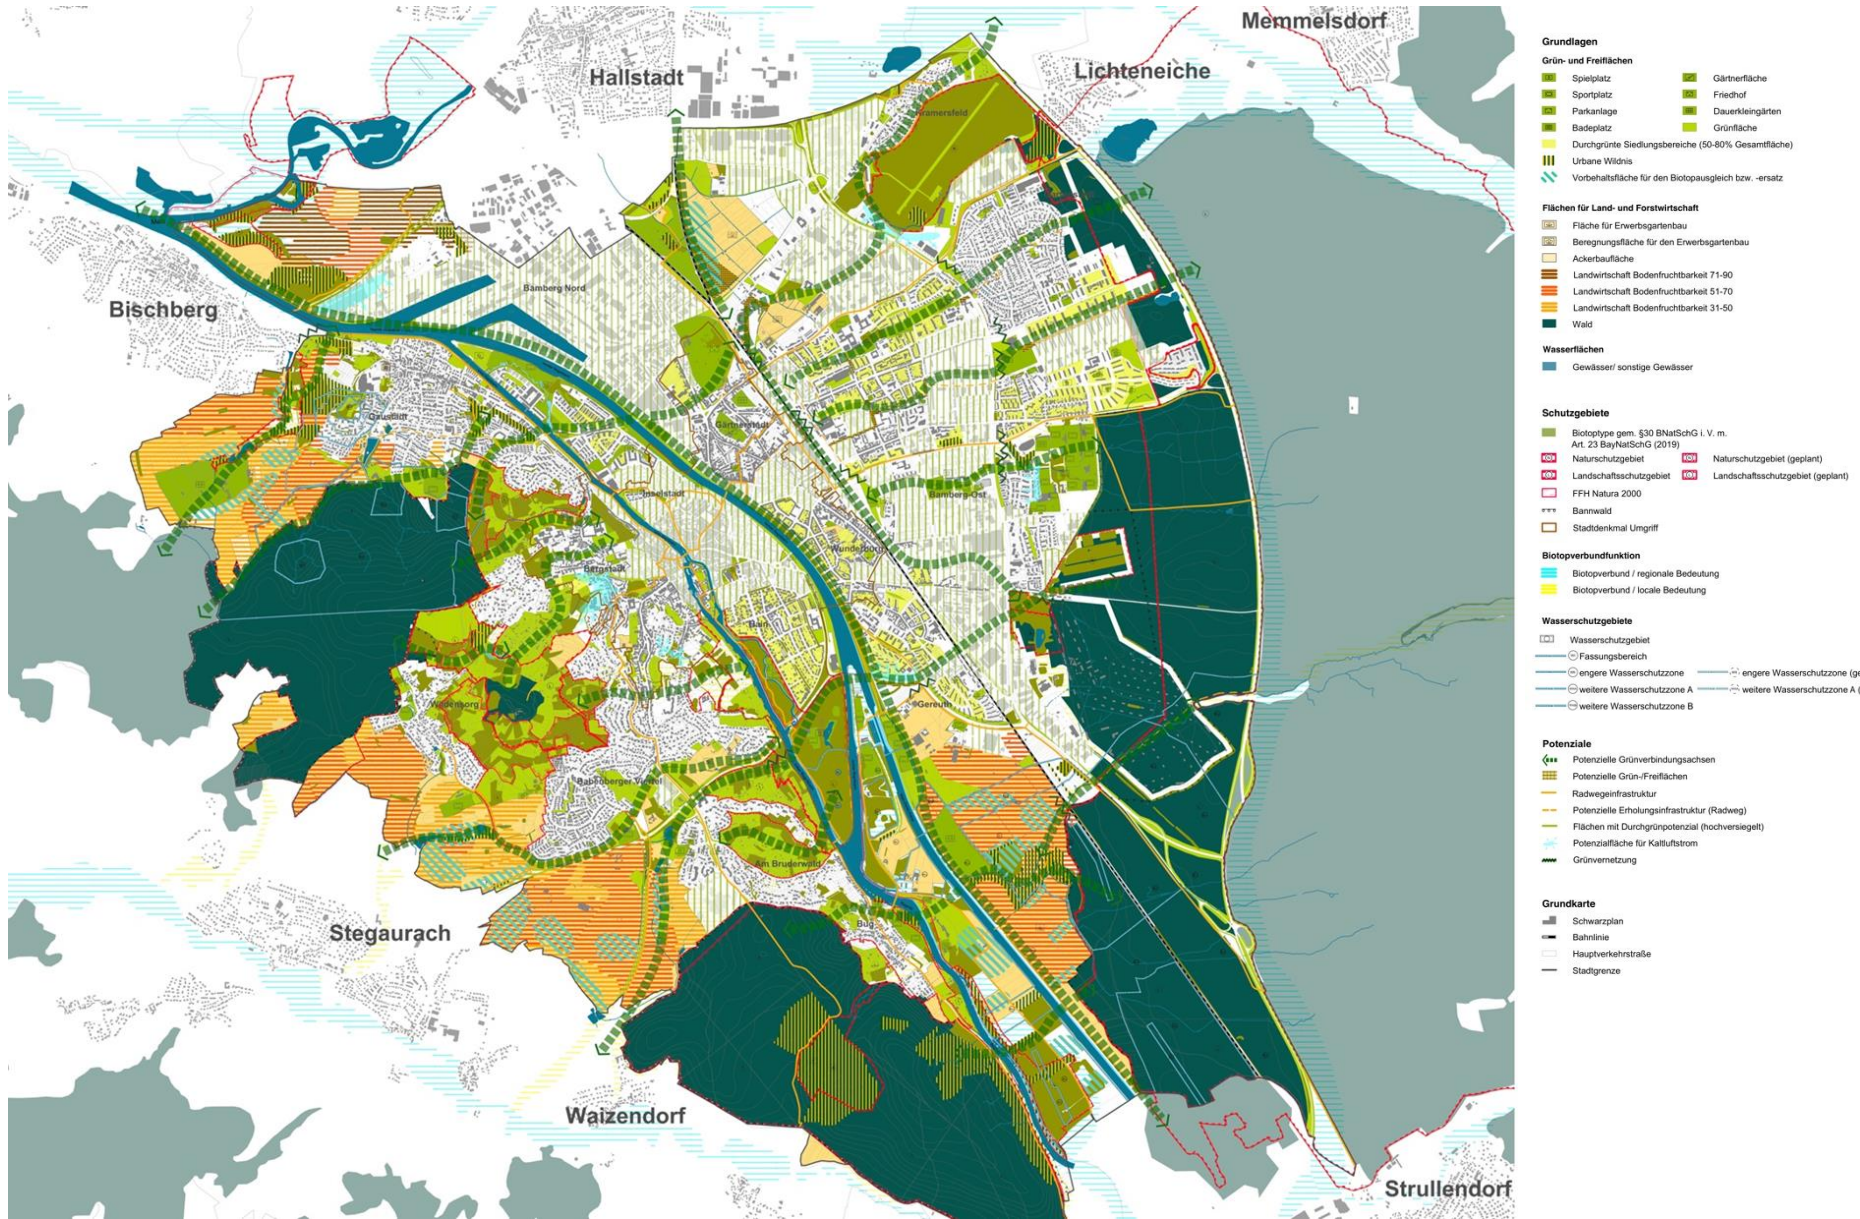 Memmelsdorf
Hallstadt
Lichteneiche
Kramersfeld
Bischberg
Bamberg Nord
Gaustadt
Gärtnerstadt
Inselstadt
Bamberg-Ost
Wunderburg
Bergstadt
Hain
Wildensorg
Gereuth
Babenberger Viertel
Am Bruderwald
Bug
Stegaurach
Waizendorf
Strullendorf
Grundlagen
Grün- und Freiflächen
Spielplatz
Gärtnerfläche
Sportplatz
Friedhof
Parkanlage
Dauerkleingärten
Badeplatz
Grünfläche
Durchgrünte Siedlungsbereiche (50-80% Gesamtfläche)
Urbane Wildnis
Vorbehaltsfläche für den Biotopausgleich bzw. -ersatz
Flächen für Land- und Forstwirtschaft
Fläche für Erwerbsgartenbau
Beregnungsfläche für den Erwerbsgartenbau
Ackerbaufläche
Landwirtschaft Bodenfruchtbarkeit 71-90
Landwirtschaft Bodenfruchtbarkeit 51-70
Landwirtschaft Bodenfruchtbarkeit 31-50
Wald
Wasserflächen
Gewässer/ sonstige Gewässer
Schutzgebiete
Biotoptype gem. §30 BNatSchG i. V. m.
Art. 23 BayNatSchG (2019)
Naturschutzgebiet
Naturschutzgebiet (geplant)
Landschaftsschutzgebiet
Landschaftsschutzgebiet (geplant)
FFH Natura 2000
Bannwald
Stadtdenkmal Umgriff
Biotopverbundfunktion
Biotopverbund / regionale Bedeutung
Biotopverbund / locale Bedeutung
Wasserschutzgebiete
Wasserschutzgebiet
Fassungsbereich
engere Wasserschutzzone
engere Wasserschutzzone (ge
weitere Wasserschutzzone A
weitere Wasserschutzzone A (
weitere Wasserschutzzone B
Potenziale
Potenzielle Grünverbindungsachsen
Potenzielle Grün-/Freiflächen
Radwegeinfrastruktur
Potenzielle Erholungsinfrastruktur (Radweg)
Flächen mit Durchgrünpotenzial (hochversiegelt)
Potenzialfläche für Kaltluftstrom
Grünvernetzung
Grundkarte
Schwarzplan
Bahnlinie
Hauptverkehrstraße
Stadtgrenze